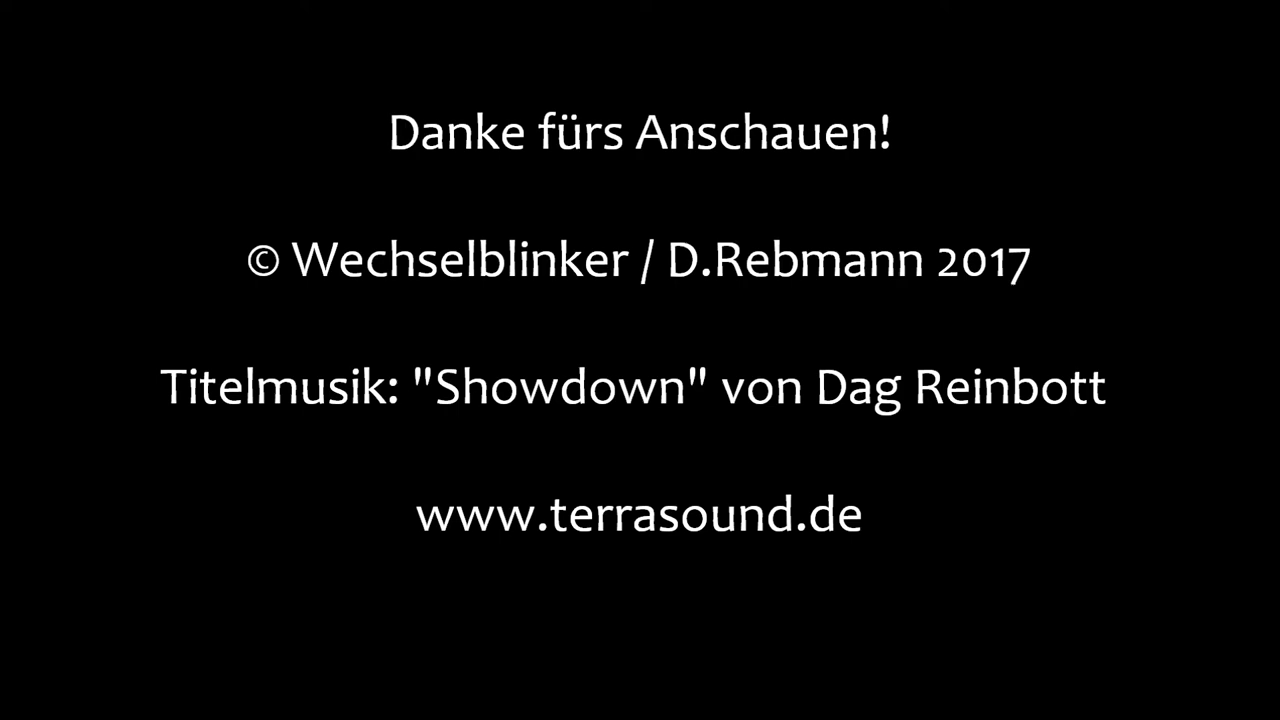 Danke fürs Anschauen!
© Wechselblinker / D.Rebmann 2017
Titelmusik: "Showdown" von Dag Reinbott
www.terrasound.de